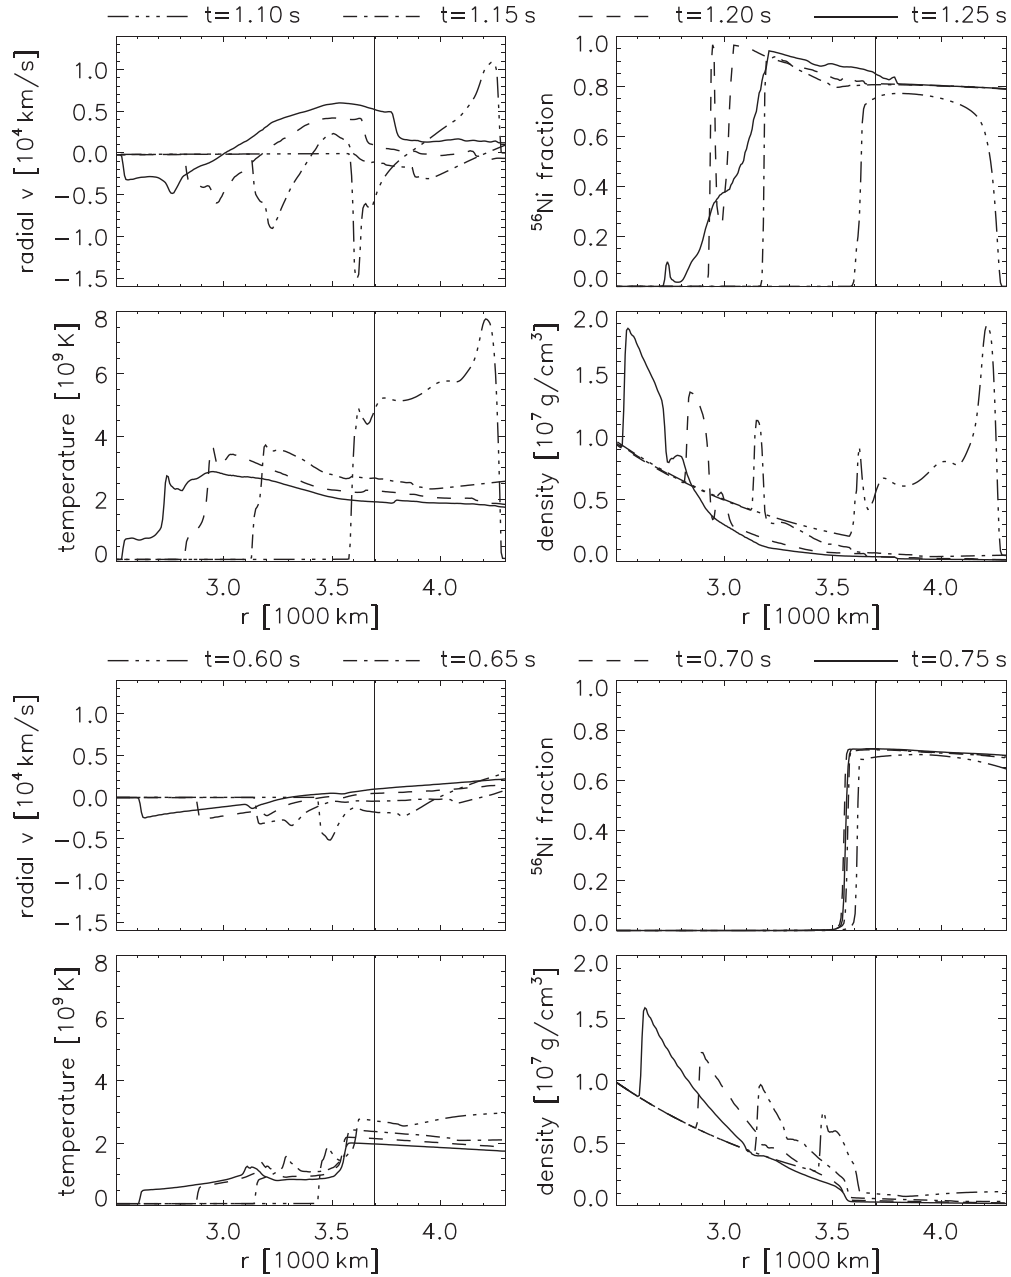 t=1.10 s t=1.15 s t=1.20 s t=1.25 s
radial v [10⁴ km/s]
1.0
0.5
0.0
−0.5
−1.0
−1.5
⁵⁶Ni fraction
1.0
0.8
0.6
0.4
0.2
0.0
temperature [10⁹ K]
8
6
4
2
0
3.0 3.5 4.0
r [1000 km]
density [10⁷ g/cm³]
2.0
1.5
1.0
0.5
0.0
3.0 3.5 4.0
r [1000 km]
t=0.60 s t=0.65 s t=0.70 s t=0.75 s
radial v [10⁴ km/s]
1.0
0.5
0.0
−0.5
−1.0
−1.5
⁵⁶Ni fraction
1.0
0.8
0.6
0.4
0.2
0.0
temperature [10⁹ K]
8
6
4
2
0
3.0 3.5 4.0
r [1000 km]
density [10⁷ g/cm³]
2.0
1.5
1.0
0.5
0.0
3.0 3.5 4.0
r [1000 km]